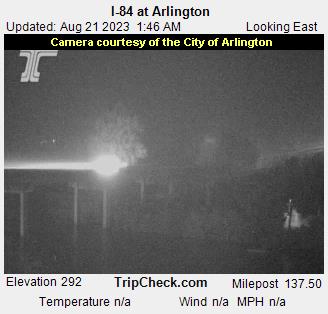 I-84 at Arlington
Updated: Aug 21 2023 1:46 AM Looking East
Camera courtesy of the City of Arlington
Elevation 292 TripCheck.com Milepost 137.50
Temperature n/a Wind n/a MPH n/a